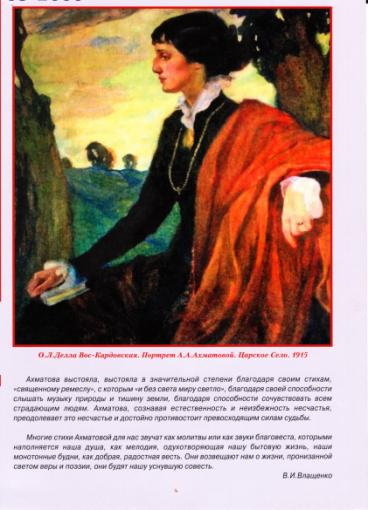 О.Л.Делла Вос-Кардовская. Портрет А.А.Ахматовой. Царское Село. 1915
Ахматова выстояла, выстояла в значительной степени благодаря своим стихам,
«священному ремеслу», с которым «и без света миру светло», благодаря своей способности
слышать музыку природы и тишину земли, благодаря способности сочувствовать всем
страдающим людям. Ахматова, сознавая естественность и неизбежность несчастья,
преодолевает это несчастье и достойно противостоит превосходящим силам судьбы.
Многие стихи Ахматовой для нас звучат как молитвы или как звуки благовеста, которыми
наполняется наша душа, как мелодия, одухотворяющая нашу бытовую жизнь, наши
монотонные будни, как добрая, радостная весть. Они возвещают нам о жизни, пронизанной
светом веры и поэзии, они будят нашу уснувшую совесть.
В.И.Влащенко